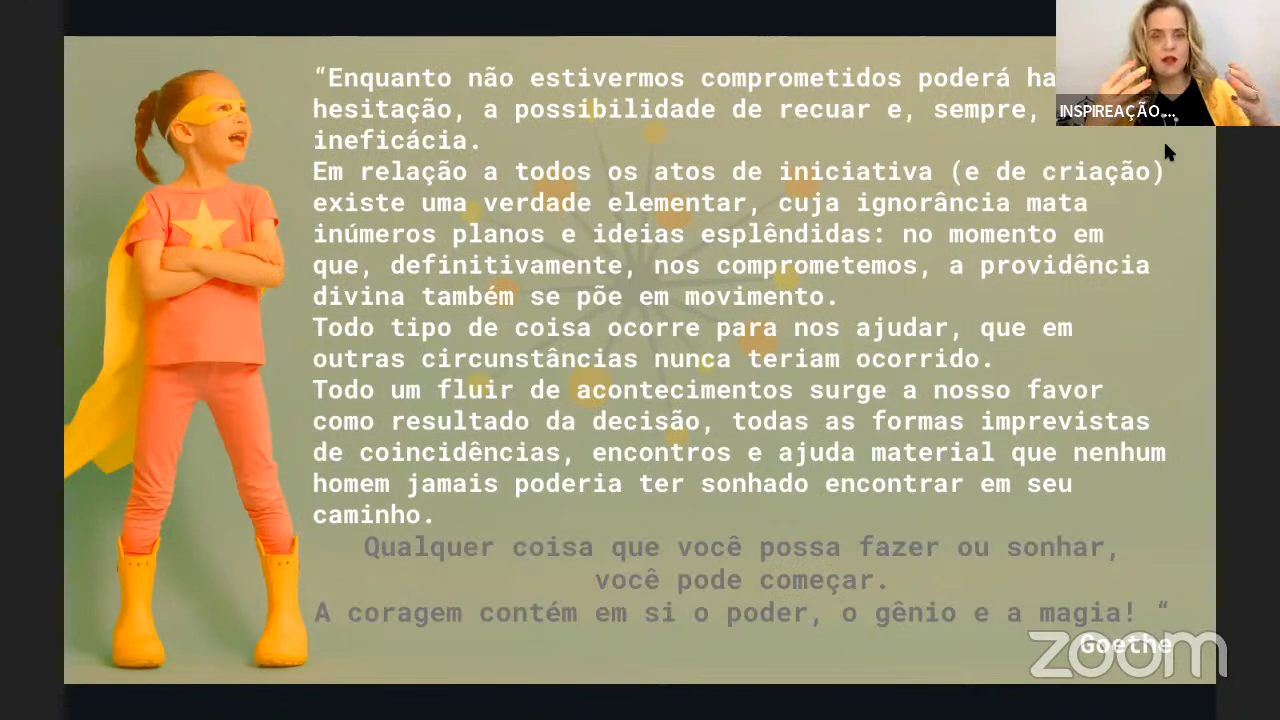 “Enquanto não estivermos comprometidos poderá
hesitação, a possibilidade de recuar e, sempre,
ineficácia.
Em relação a todos os atos de iniciativa (e de criação)
existe uma verdade elementar, cuja ignorância mata
inúmeros planos e ideias esplêndidas: no momento em
que, definitivamente, nos comprometemos, a providência
divina também se põe em movimento.
Todo tipo de coisa ocorre para nos ajudar, que em
outras circunstâncias nunca teriam ocorrido.
Todo um fluir de acontecimentos surge a nosso favor
como resultado da decisão, todas as formas imprevistas
de coincidências, encontros e ajuda material que nenhum
homem jamais poderia ter sonhado encontrar em seu
caminho.
Qualquer coisa que você possa fazer ou sonhar,
você pode começar.
A coragem contém em si o poder, o gênio e a magia! “
Goethe
INSPIREAÇÃO...
zoom